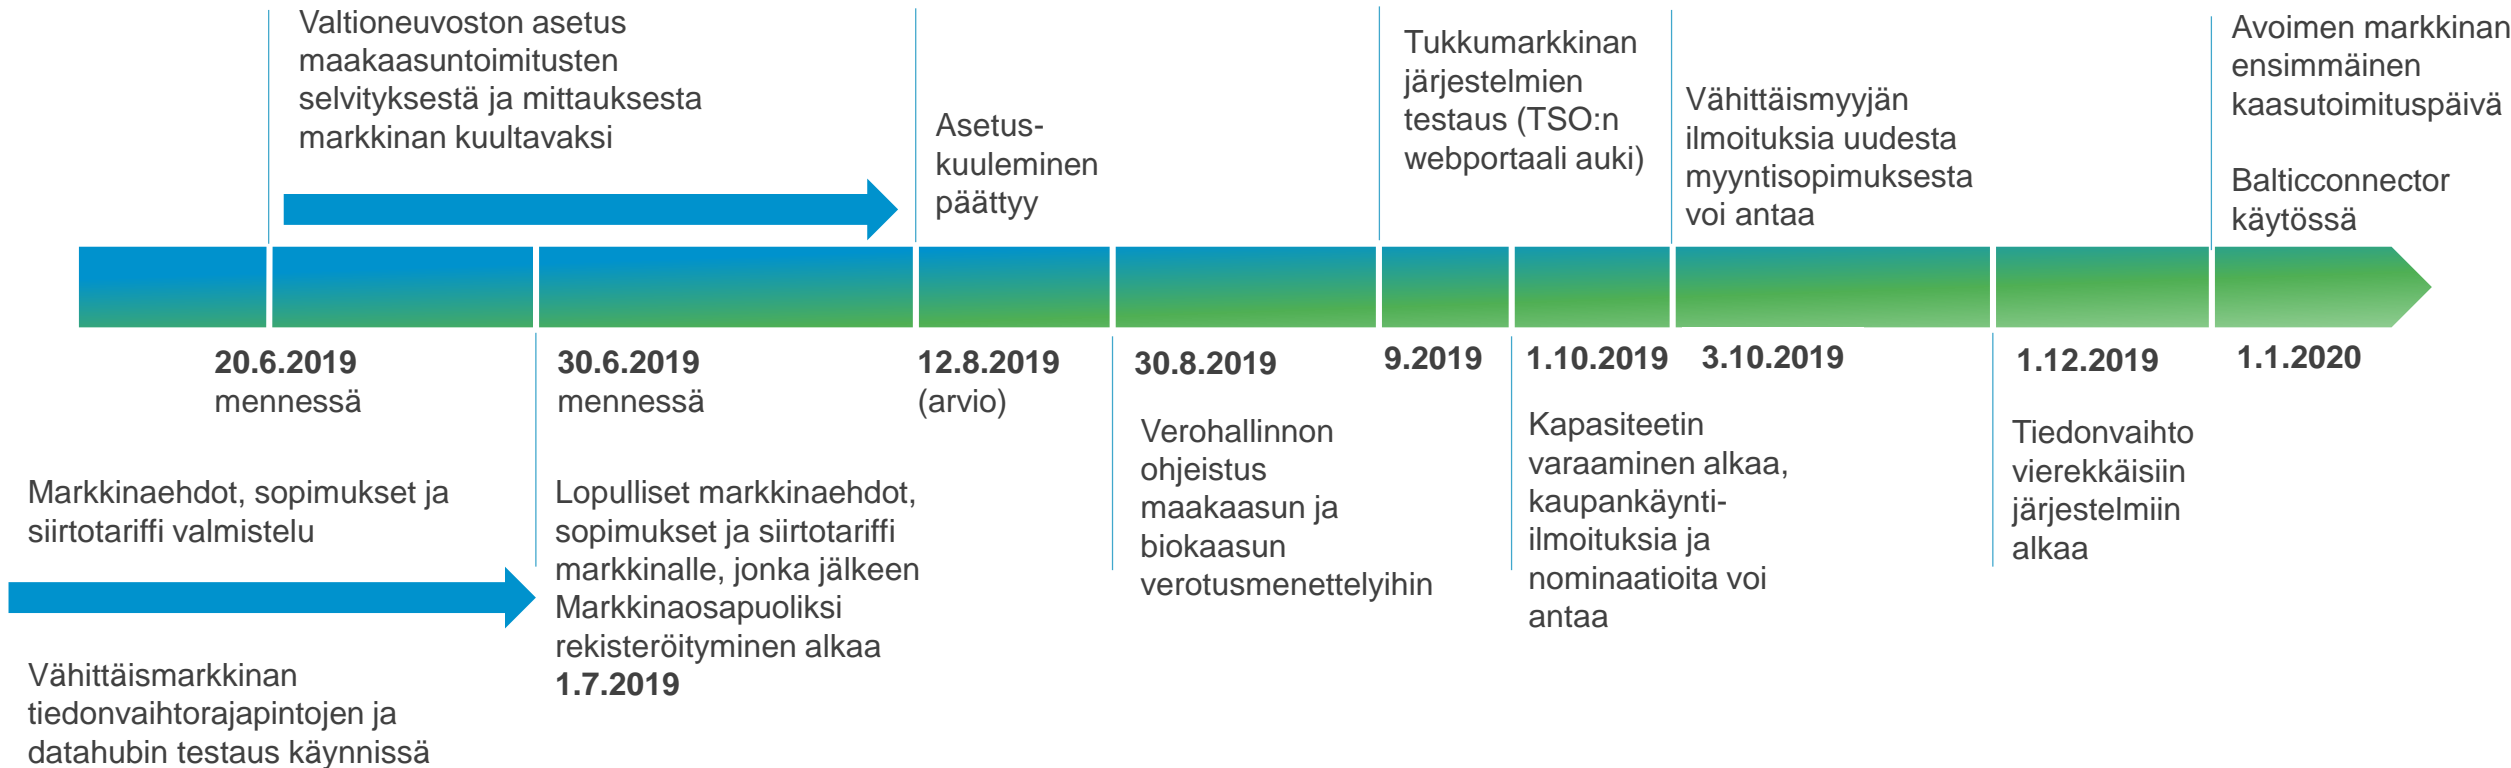 Valtioneuvoston asetus
maakaasuntoimitusten
selvityksestä ja mittauksesta
markkinan kuultavaksi
Asetus-
kuuleminen
päättyy
Tukkumarkkinan
järjestelmien
testaus (TSO:n
webportaali auki)
Vähittäismyyjän
ilmoituksia uudesta
myyntisopimuksesta
voi antaa
Avoimen markkinan
ensimmäinen
kaasutoimituspäivä
Balticconnector
käytössä
20.6.2019
mennessä
30.6.2019
mennessä
12.8.2019
(arvio)
30.8.2019
9.2019
1.10.2019
3.10.2019
1.12.2019
1.1.2020
Markkinaehdot, sopimukset ja
siirtotariffi valmistelu
Vähittäismarkkinan
tiedonvaihtorajapintojen ja
datahubin testaus käynnissä
Lopulliset markkinaehdot,
sopimukset ja siirtotariffi
markkinalle, jonka jälkeen
Markkinaosapuoliksi
rekisteröityminen alkaa
1.7.2019
Verohallinnon
ohjeistus
maakaasun ja
biokaasun
verotusmenettelyihin
Kapasiteetin
varaaminen alkaa,
kaupankäynti-
ilmoituksia ja
nominaatioita voi
antaa
Tiedonvaihto
vierekkäisiin
järjestelmiin
alkaa